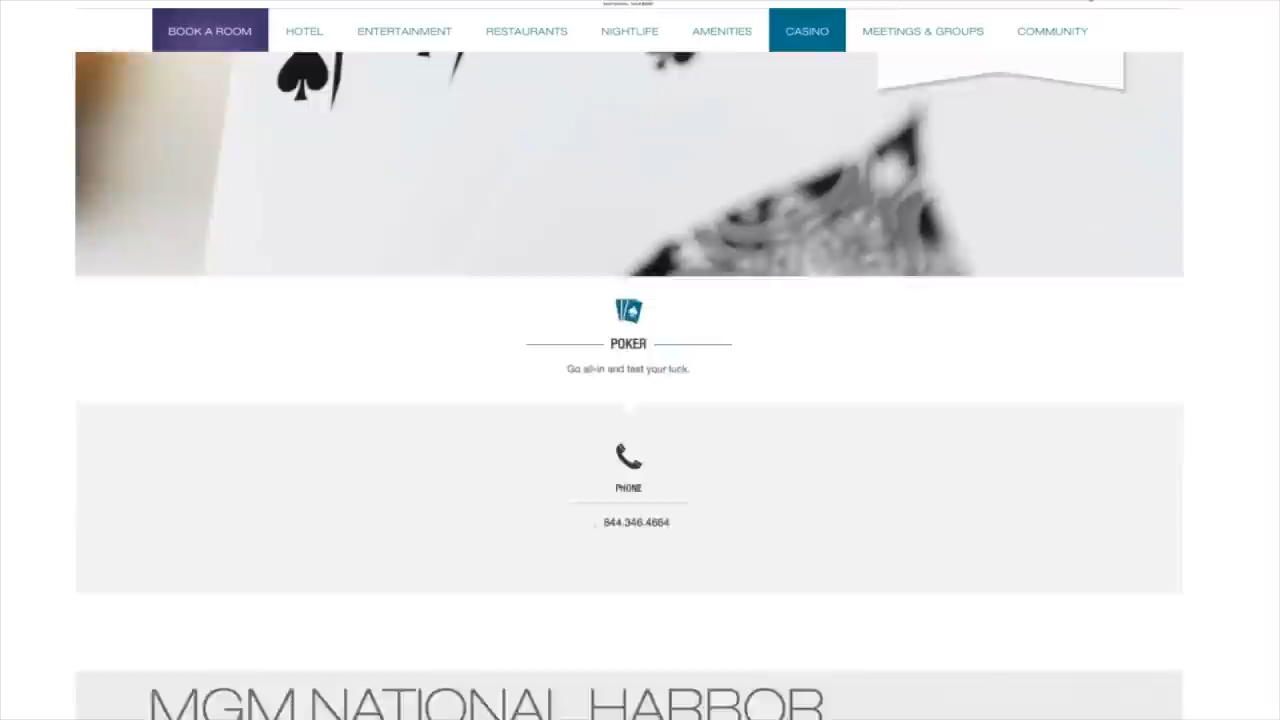 BOOK A ROOM HOTEL ENTERTAINMENT RESTAURANTS NIGHTLIFE AMENITIES CASINO MEETINGS & GROUPS COMMUNITY
POKER
Go all-in and test your luck.
PHONE
844.346.4664
MGM NATIONAL HARBOR